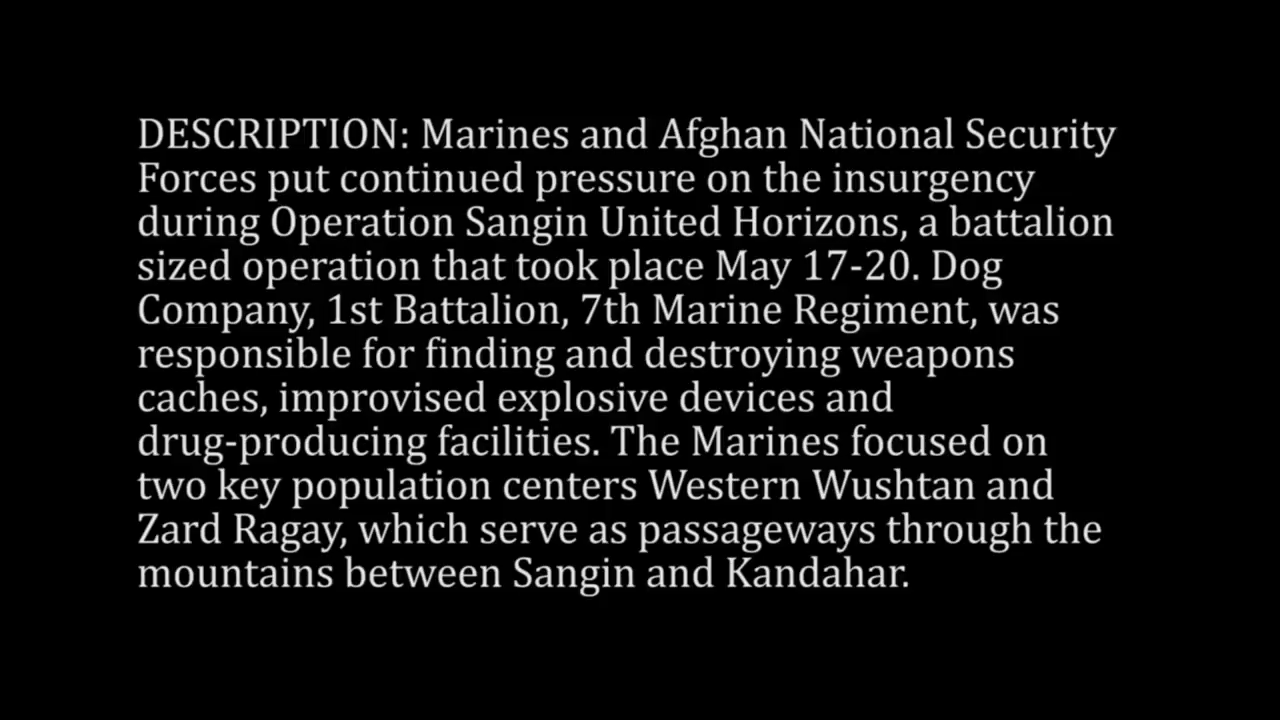 DESCRIPTION: Marines and Afghan National Security
Forces put continued pressure on the insurgency
during Operation Sangin United Horizons, a battalion
sized operation that took place May 17-20. Dog
Company, 1st Battalion, 7th Marine Regiment, was
responsible for finding and destroying weapons
caches, improvised explosive devices and
drug-producing facilities. The Marines focused on
two key population centers Western Wushtan and
Zard Ragay, which serve as passageways through the
mountains between Sangin and Kandahar.